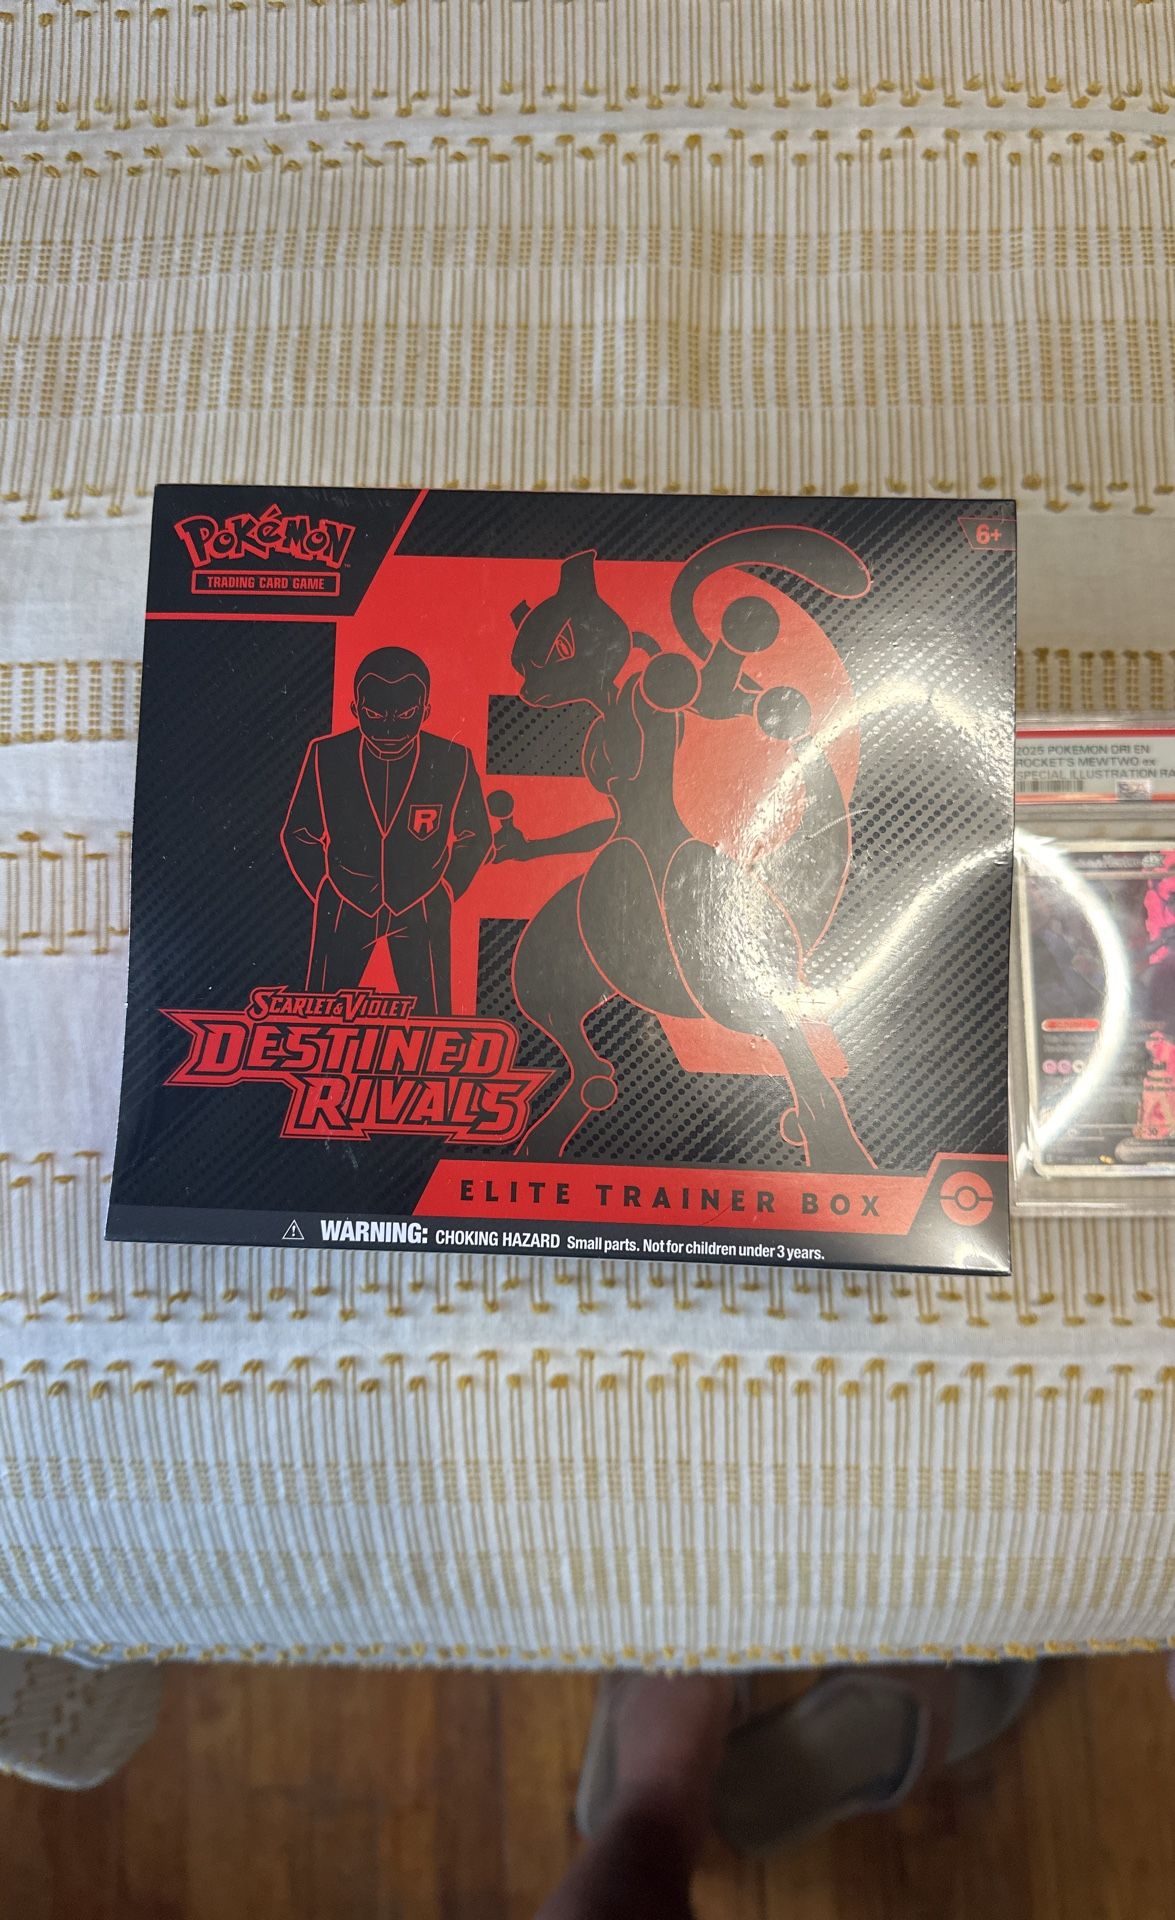 POKéMON
TRADING CARD GAME
6+
R
SCARLET & VIOLET
DESTINED
RIVALS
ELITE TRAINER BOX
WARNING: CHOKING HAZARD Small parts. Not for children under 3 years.
2025 POKEMON DRI EN
ROCKET'S MEWTWO ex
SPECIAL ILLUSTRATION RA